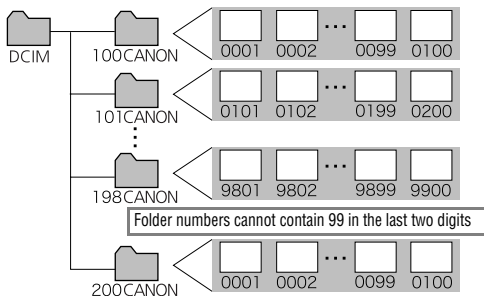 0001 0002 ··· 0099 0100
DCIM 100CANON
0101 0102 ··· 0199 0200
101CANON
9801 9802 ··· 9899 9900
198CANON
Folder numbers cannot contain 99 in the last two digits
0001 0002 ··· 0099 0100
200CANON